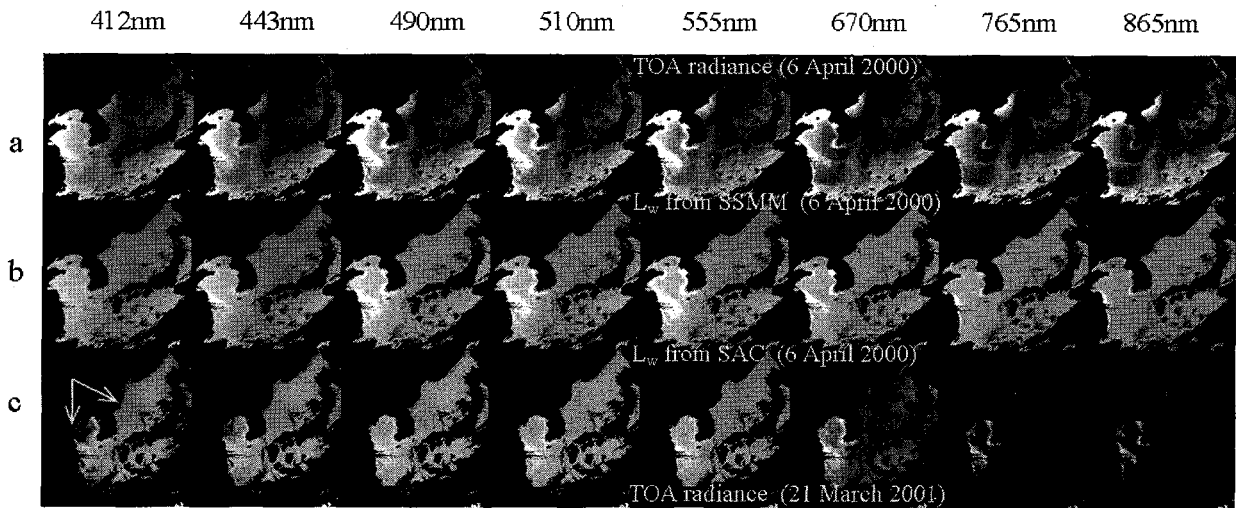 412nm 443nm 490nm 510nm 555nm 670nm 765nm 865nm
TOA radiance (6 April 2000)
a
Lw from SSMM (6 April 2000)
b
Lw from SAC (6 April 2000)
c
TOA radiance (21 March 2001)